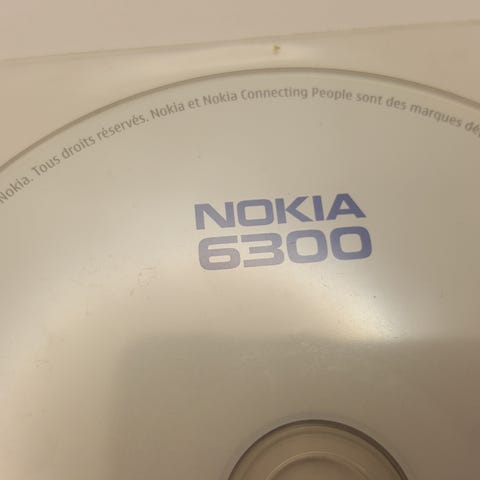 Nokia. Tous droits réservés. Nokia et Nokia Connecting People sont des marques
NOKIA
6300